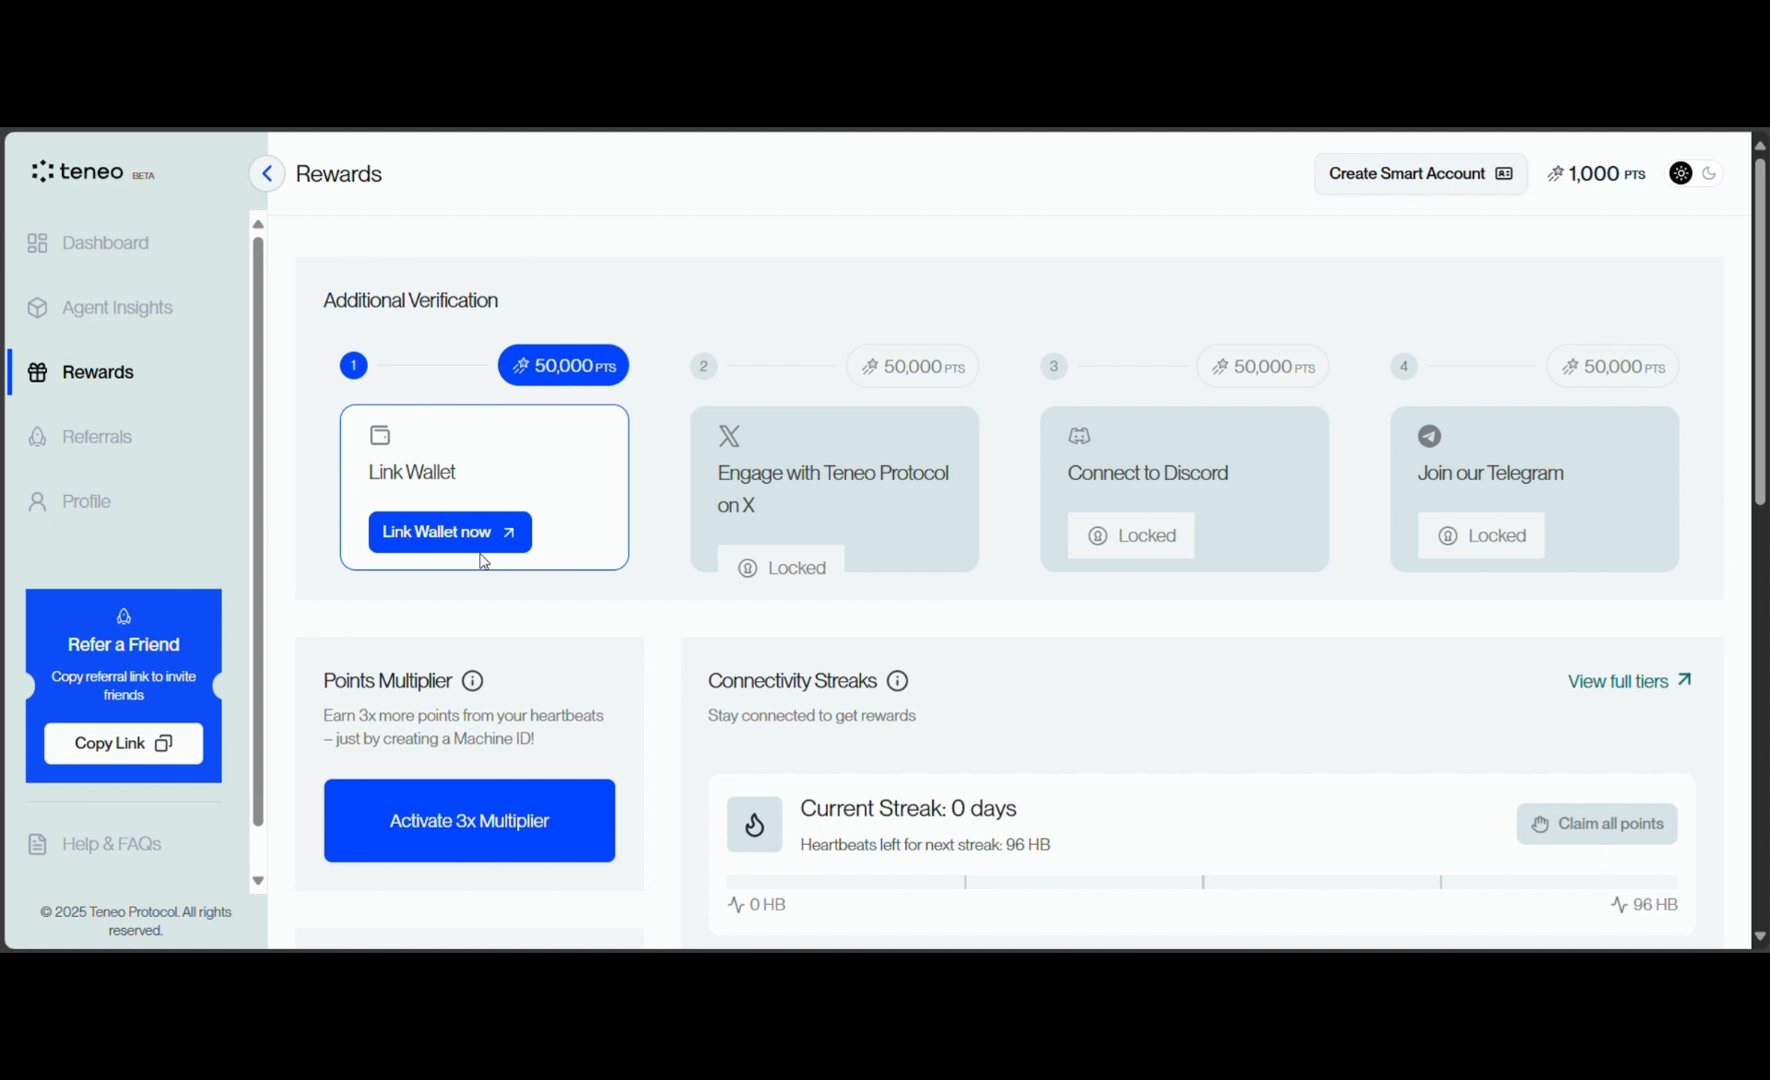 teneo BETA
Dashboard
Agent Insights
Rewards
Referrals
Profile
Refer a Friend
Copy referral link to invite
friends
Copy Link
Help & FAQs
© 2025 Teneo Protocol. All rights
reserved.
Rewards
Create Smart Account
1,000 PTS
Additional Verification
1
50,000 PTS
Link Wallet
Link Wallet now
2
50,000 PTS
Engage with Teneo Protocol
on X
Locked
3
50,000 PTS
Connect to Discord
Locked
4
50,000 PTS
Join our Telegram
Locked
Points Multiplier
Earn 3x more points from your heartbeats
– just by creating a Machine ID!
Activate 3x Multiplier
Connectivity Streaks
View full tiers
Stay connected to get rewards
Current Streak: 0 days
Heartbeats left for next streak: 96 HB
Claim all points
0 HB
96 HB